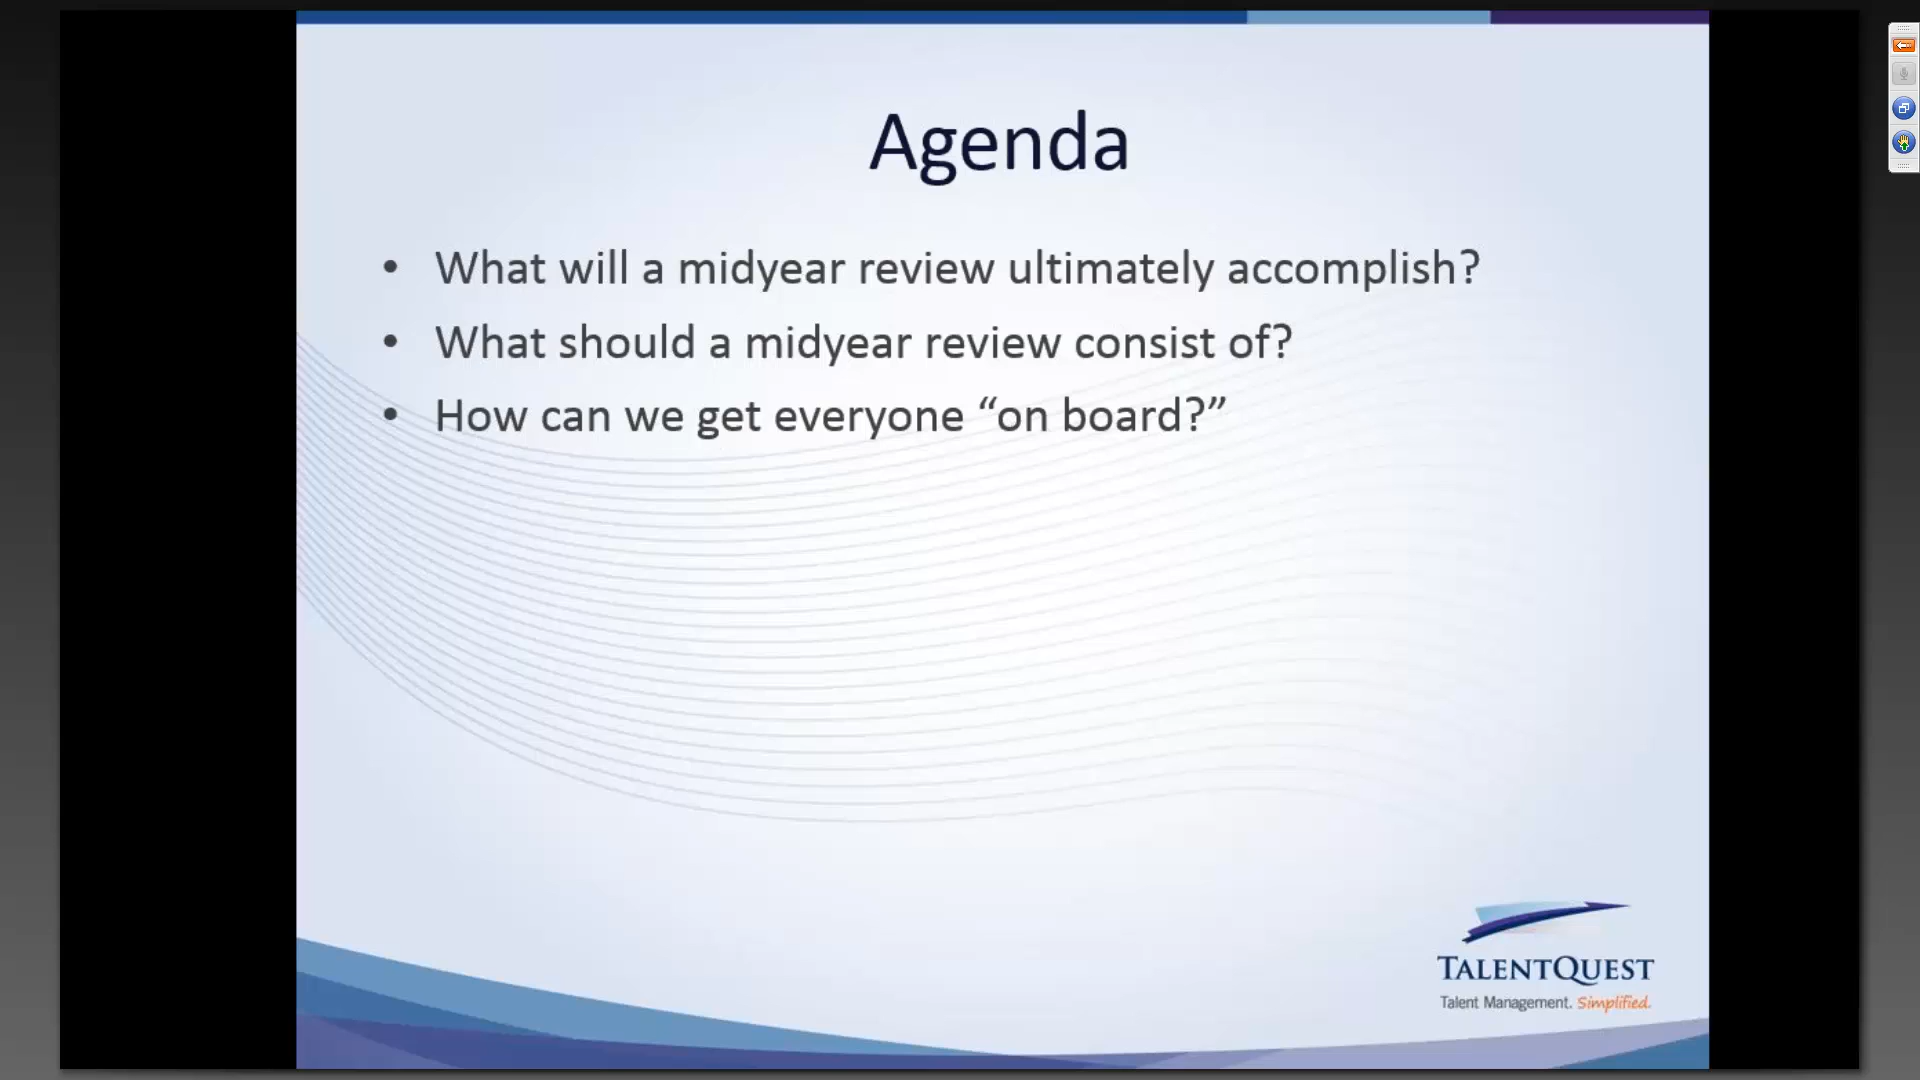 Agenda
• What will a midyear review ultimately accomplish?
• What should a midyear review consist of?
• How can we get everyone “on board?”
TALENTQUEST
Talent Management. Simplified.